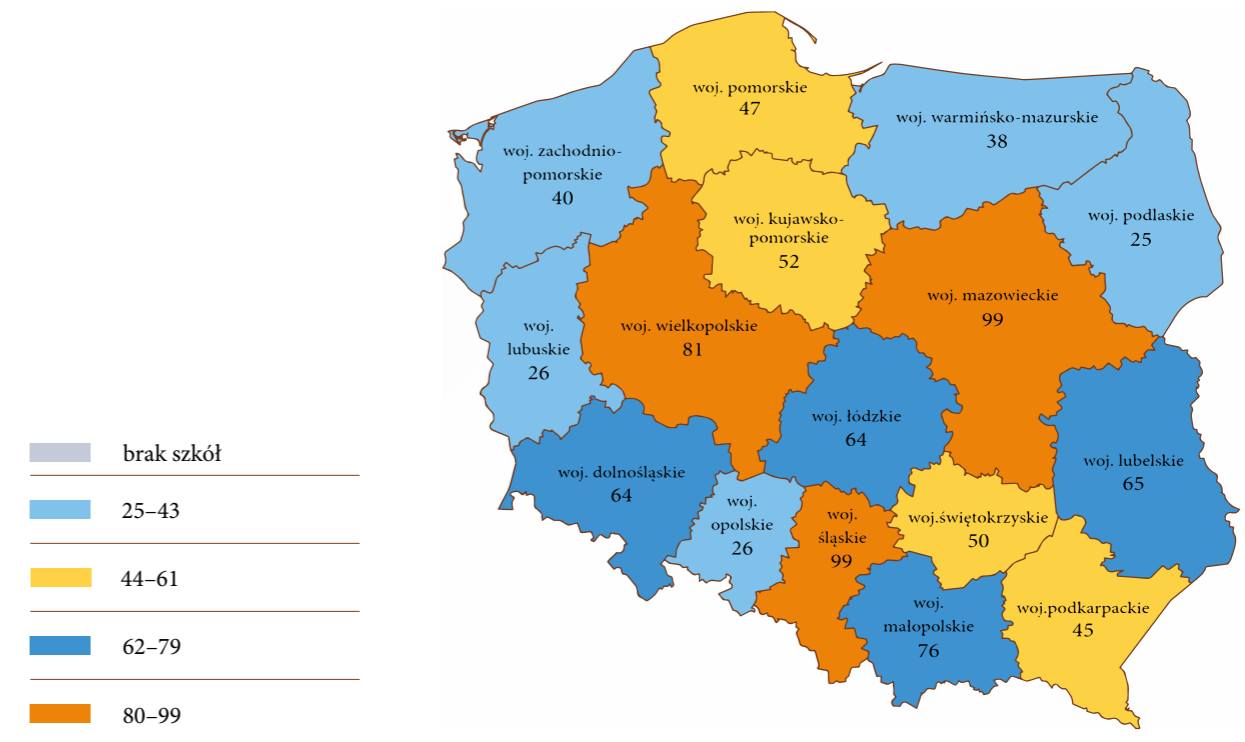 woj. pomorskie
47
woj. warmińsko-mazurskie
38
woj. zachodnio-
pomorskie
40
woj. podlaskie
25
woj. kujawsko-
pomorskie
52
woj. mazowieckie
99
woj. wielkopolskie
81
woj.
lubuskie
26
woj. łódzkie
64
woj. lubelskie
65
woj. dolnośląskie
64
woj.
opolskie
26
woj.
śląskie
99
woj.świętokrzyskie
50
woj.
małopolskie
76
woj.podkarpackie
45
brak szkół
25–43
44–61
62–79
80–99